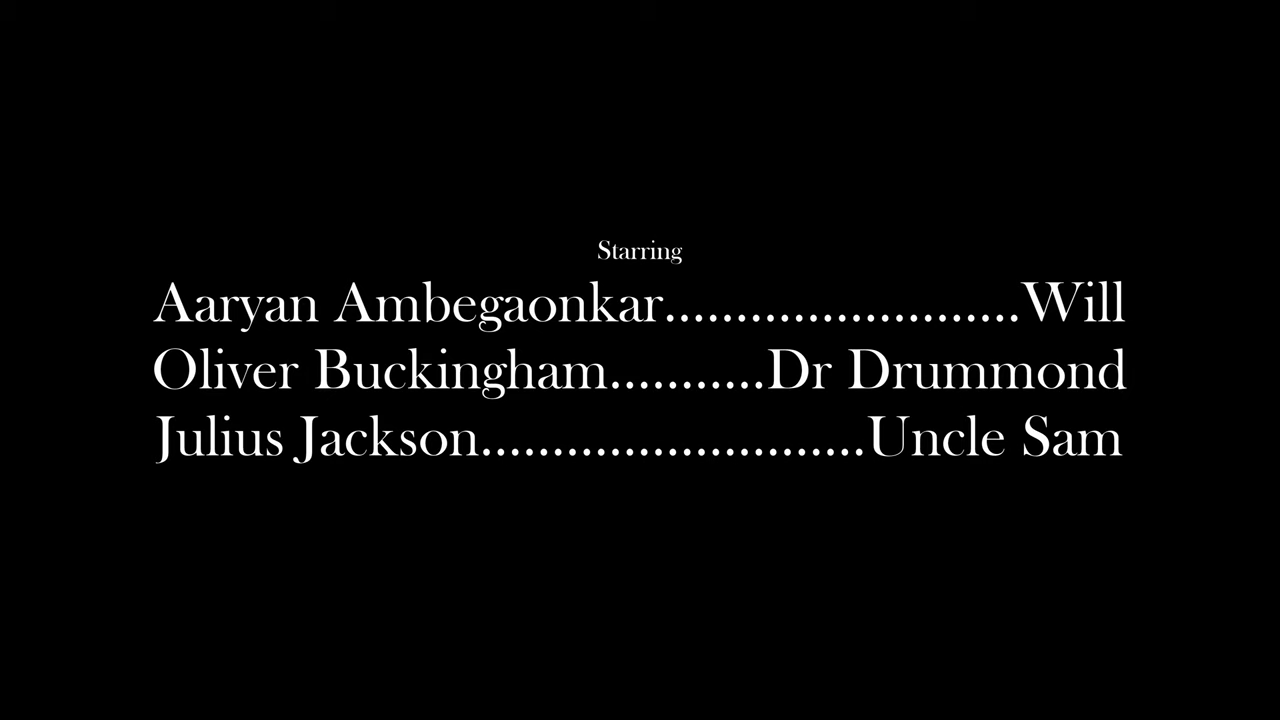 Starring
Aaryan Ambegaonkar.........................Will
Oliver Buckingham...........Dr Drummond
Julius Jackson...........................Uncle Sam